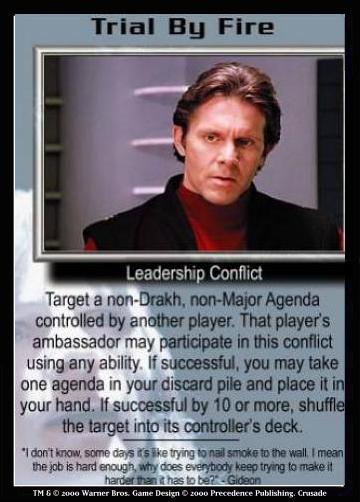 Trial By Fire
Leadership Conflict
Target a non-Drakh, non-Major Agenda
controlled by another player. That player's
ambassador may participate in this conflict
using any ability. If successful, you may take
one agenda in your discard pile and place it in
your hand. If successful by 10 or more, shuffle
the target into its controller's deck.
"I don't know, some days it's like trying to nail smoke to the wall. I mean
the job is hard enough, why does everybody keep trying to make it
harder than it has to be?" - Gideon
TM & © 2000 Warner Bros. Game Design © 2000 Precedence Publishing. Crusade